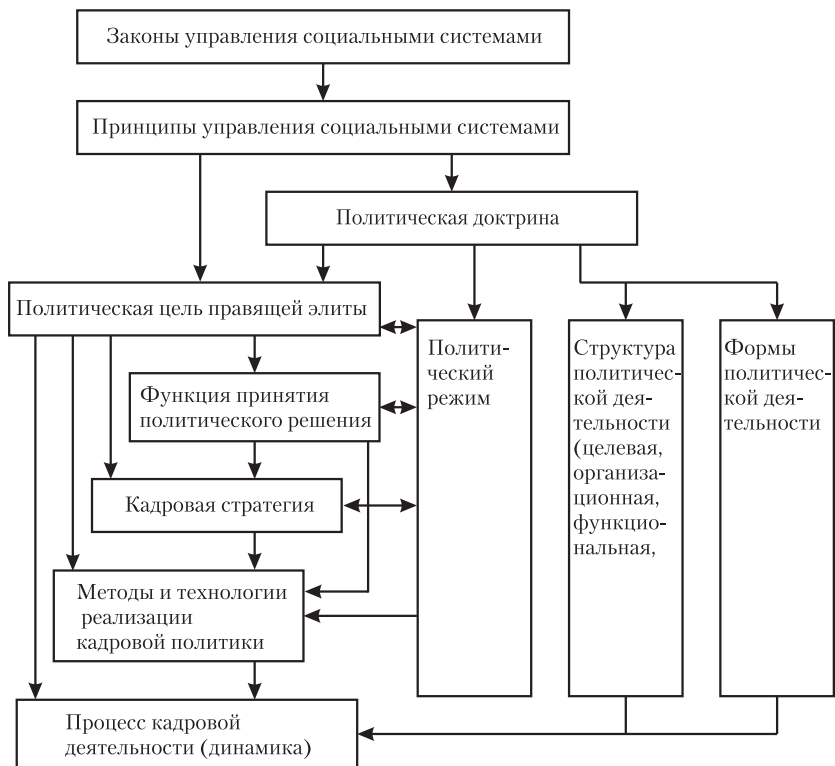 Законы управления социальными системами
Принципы управления социальными системами
Политическая доктрина
Политическая цель правящей элиты
Функция принятия
политического решения
Кадровая стратегия
Методы и технологии
реализации
кадровой политики
Процесс кадровой
деятельности (динамика)
Полити-
ческий
режим
Структура
политичес-
кой дея-
тельности
(целевая,
организа-
ционная,
функцио-
нальная,
Формы
политичес-
кой дея-
тельности